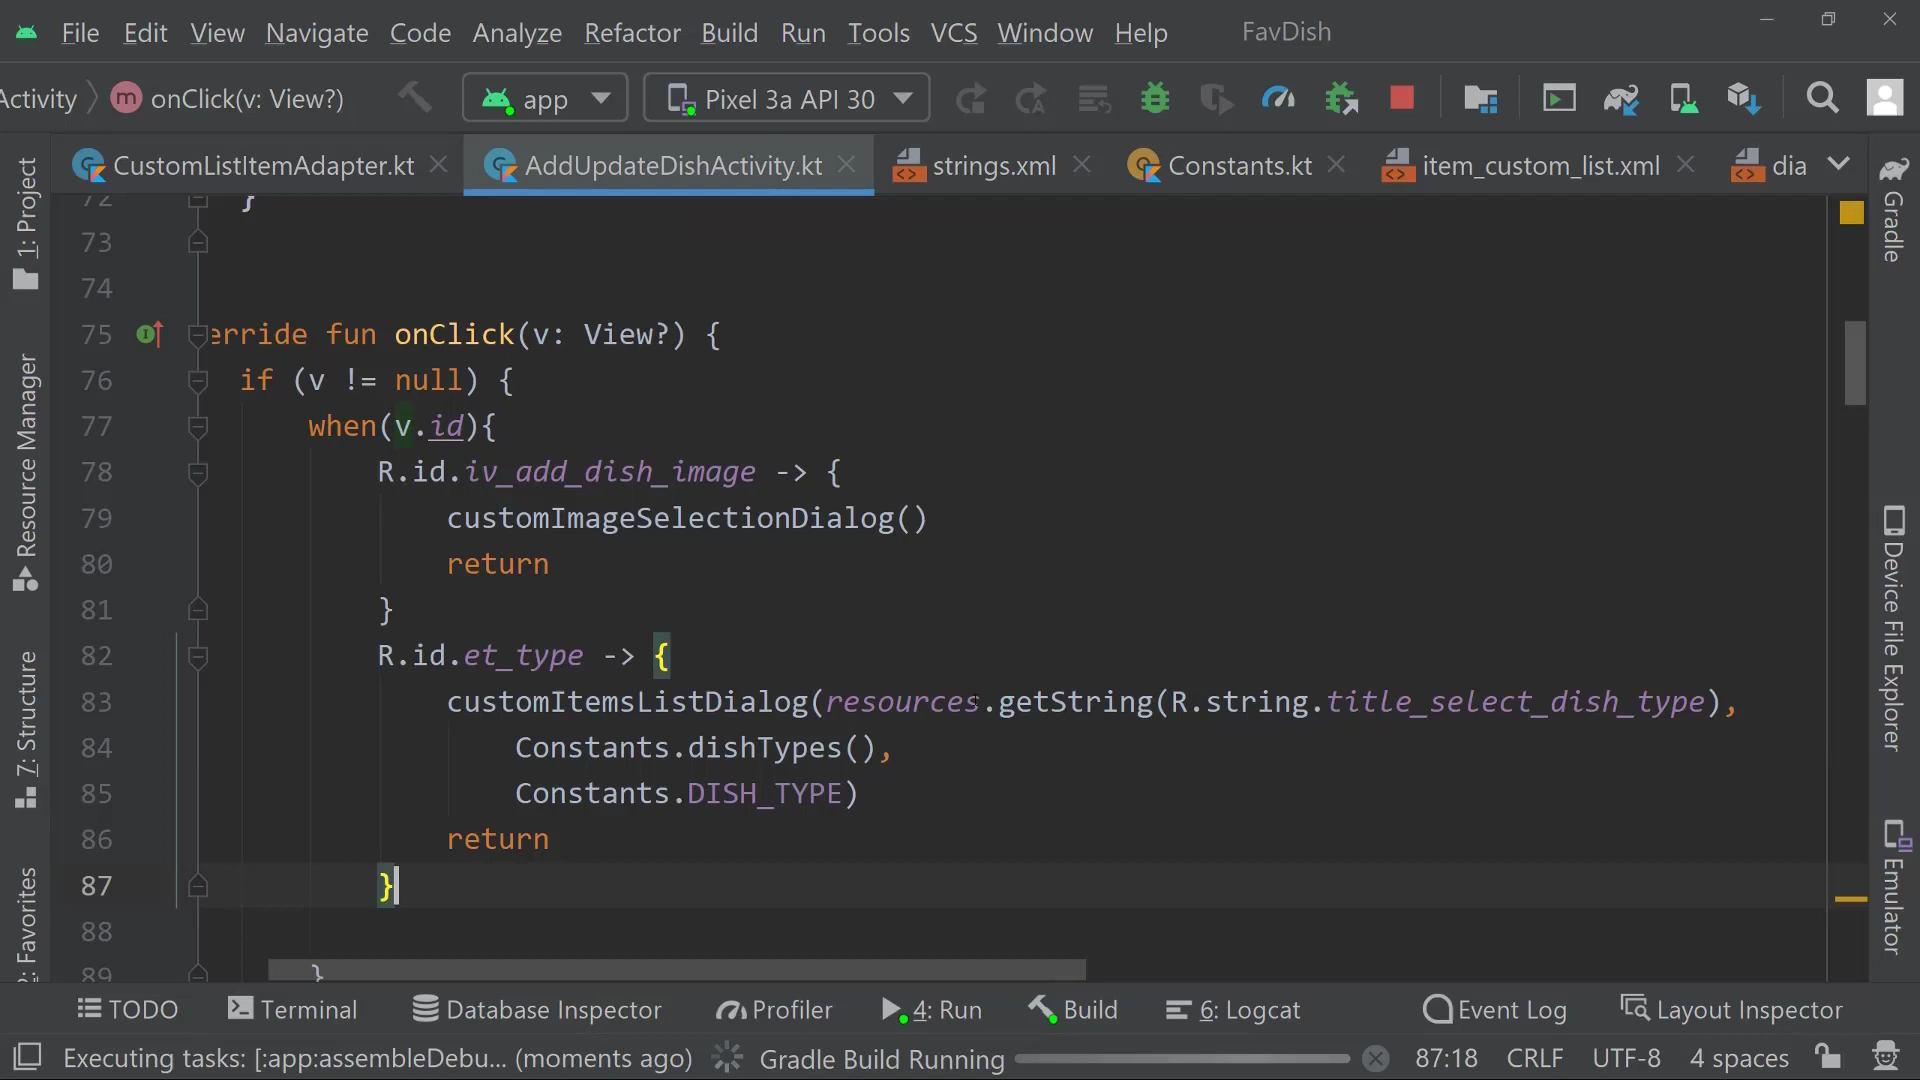 File Edit View Navigate Code Analyze Refactor Build Run Tools VCS Window Help FavDish
Activity m onClick(v: View?) app Pixel 3a API 30
CustomListItemAdapter.kt AddUpdateDishActivity.kt strings.xml Constants.kt item_custom_list.xml dia
1: Project
Resource Manager
7: Structure
2: Favorites
72 }
73
74
75 erride fun onClick(v: View?) {
76 if (v != null) {
77 when(v.id){
78 R.id.iv_add_dish_image -> {
79 customImageSelectionDialog()
80 return
81 }
82 R.id.et_type -> {
83 customItemsListDialog(resources.getString(R.string.title_select_dish_type),
84 Constants.dishTypes(),
85 Constants.DISH_TYPE)
86 return
87 }
88
89 }
Gradle
Device File Explorer
Emulator
TODO Terminal Database Inspector Profiler 4: Run Build 6: Logcat Event Log Layout Inspector
Executing tasks: [:app:assembleDebu... (moments ago) Gradle Build Running 87:18 CRLF UTF-8 4 spaces